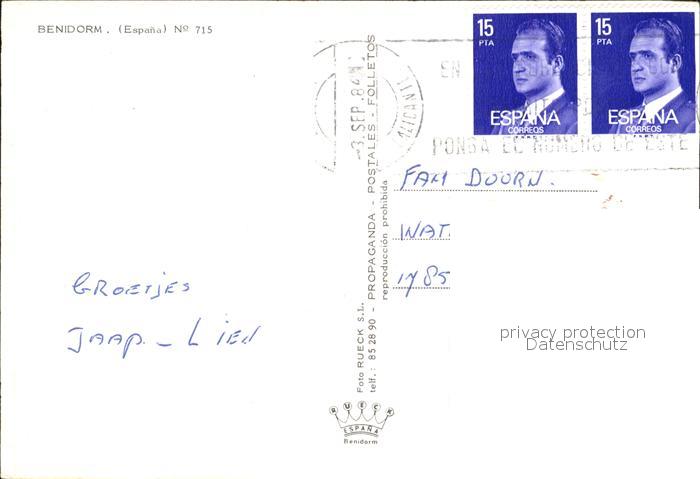 BENIDORM. (España) Nº 715
15
PTA
ESPAÑA
CORREOS
15
PTA
ESPAÑA
CORREOS
-3.SEP.84
ALICANTE
EN
PONGA EL NUMERO DE ESTE
FAM DOORN.
WAT
1785
GROETJES
JAAP - LIEN
Foto RUECK S.L.
telf.: 85 28 90 - PROPAGANDA - POSTALES - FOLLETOS
reproducción prohibida
RUECK
ESPAÑA
Benidorm
privacy protection
Datenschutz